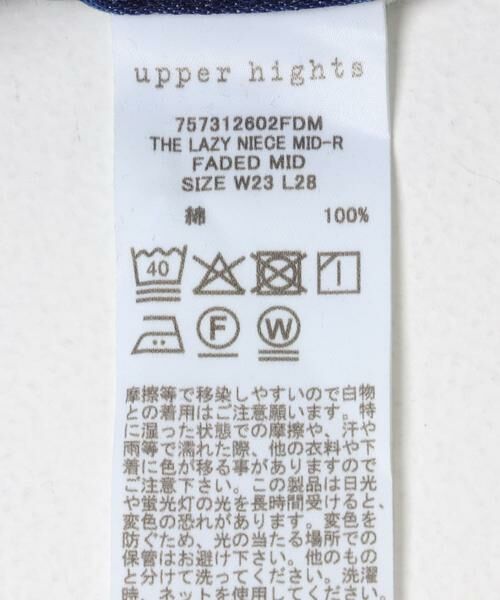 upper hights
757312602FDM
THE LAZY NIECE MID-R
FADED MID
SIZE W23 L28
綿 100%
40
F W
摩擦等で移染しやすいので白物
との着用はご注意願います。特
に湿った状態での摩擦や、汗や
雨等で濡れた際、他の衣料や下
着に色が移る事がありますので
ご注意下さい。この製品は日光
や蛍光灯の光を長時間受けると、
変色の恐れがあります。変色を
防ぐため、光の当たる場所での
保管はお避け下さい。他のもの
と分けて洗ってください。洗濯
時、ネットを使用してください。